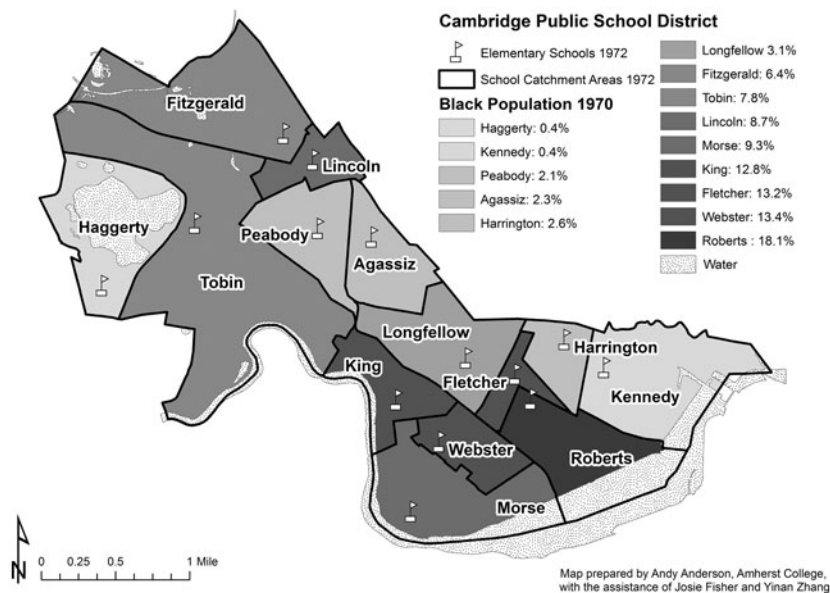 Cambridge Public School District
Elementary Schools 1972
School Catchment Areas 1972
Black Population 1970
Haggerty: 0.4%
Kennedy: 0.4%
Peabody: 2.1%
Agassiz: 2.3%
Harrington: 2.6%
Longfellow 3.1%
Fitzgerald: 6.4%
Tobin: 7.8%
Lincoln: 8.7%
Morse: 9.3%
King: 12.8%
Fletcher: 13.2%
Webster: 13.4%
Roberts : 18.1%
Water
Fitzgerald
Lincoln
Haggerty
Peabody
Agassiz
Tobin
Longfellow
Harrington
King
Fletcher
Kennedy
Webster
Roberts
Morse
N
0 0.25 0.5 1 Mile
Map prepared by Andy Anderson, Amherst College,
with the assistance of Josie Fisher and Yinan Zhang